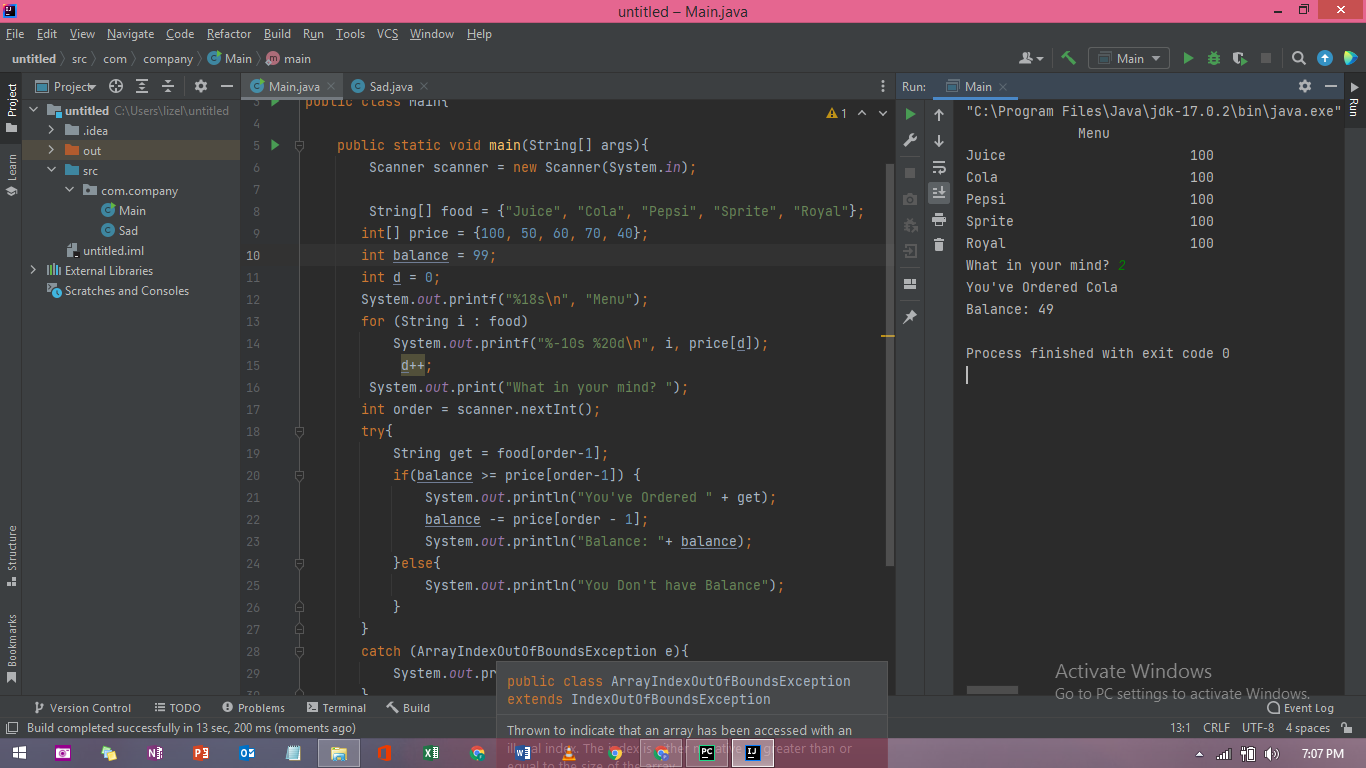 untitled – Main.java
File Edit View Navigate Code Refactor Build Run Tools VCS Window Help
untitled src com company Main main
Main
Project
Main.java
Sad.java
Run:
Main
Project
Learn
Structure
Bookmarks
Run
untitled C:\Users\lizel\untitled
.idea
out
src
com.company
Main
Sad
untitled.iml
External Libraries
Scratches and Consoles
1
3 public class Main{
4
5 public static void main(String[] args){
6 Scanner scanner = new Scanner(System.in);
7
8 String[] food = {"Juice", "Cola", "Pepsi", "Sprite", "Royal"};
9 int[] price = {100, 50, 60, 70, 40};
10 int balance = 99;
11 int d = 0;
12 System.out.printf("%18s\n", "Menu");
13 for (String i : food)
14 System.out.printf("%-10s %20d\n", i, price[d]);
15 d++;
16 System.out.print("What in your mind? ");
17 int order = scanner.nextInt();
18 try{
19 String get = food[order-1];
20 if(balance >= price[order-1]) {
21 System.out.println("You've Ordered " + get);
22 balance -= price[order - 1];
23 System.out.println("Balance: "+ balance);
24 }else{
25 System.out.println("You Don't have Balance");
26 }
27 }
28 catch (ArrayIndexOutOfBoundsException e){
29 System.out.pr
30 }
public class ArrayIndexOutOfBoundsException
extends IndexOutOfBoundsException
Thrown to indicate that an array has been accessed with an
illegal index. The index is either negative or greater than or
equal to the size of the array.
"C:\Program Files\Java\jdk-17.0.2\bin\java.exe"
Menu
Juice 100
Cola 100
Pepsi 100
Sprite 100
Royal 100
What in your mind? 2
You've Ordered Cola
Balance: 49
Process finished with exit code 0
Activate Windows
Go to PC settings to activate Windows.
Version Control TODO Problems Terminal Build
Event Log
Build completed successfully in 13 sec, 200 ms (moments ago)
13:1 CRLF UTF-8 4 spaces
7:07 PM